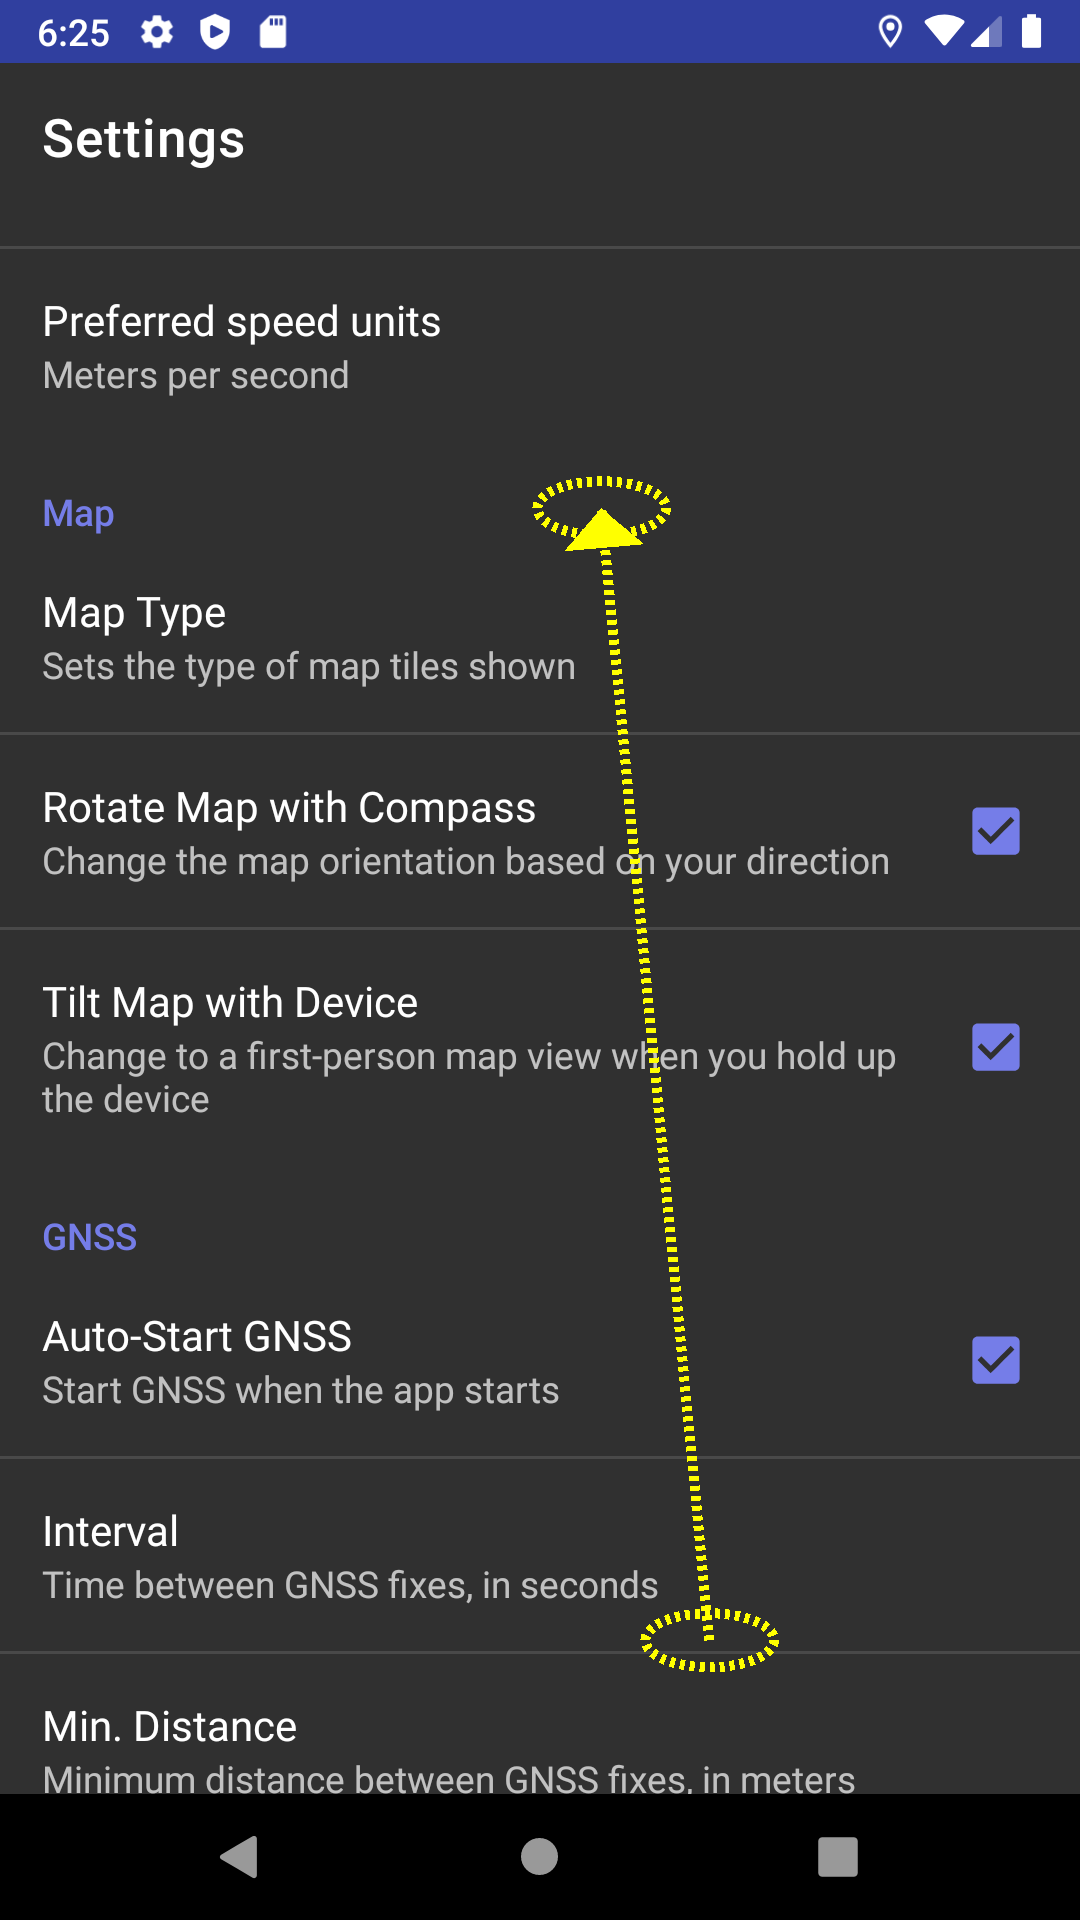 6:25
Settings
Preferred speed units
Meters per second
Map
Map Type
Sets the type of map tiles shown
Rotate Map with Compass
Change the map orientation based on your direction
Tilt Map with Device
Change to a first-person map view when you hold up
the device
GNSS
Auto-Start GNSS
Start GNSS when the app starts
Interval
Time between GNSS fixes, in seconds
Min. Distance
Minimum distance between GNSS fixes, in meters